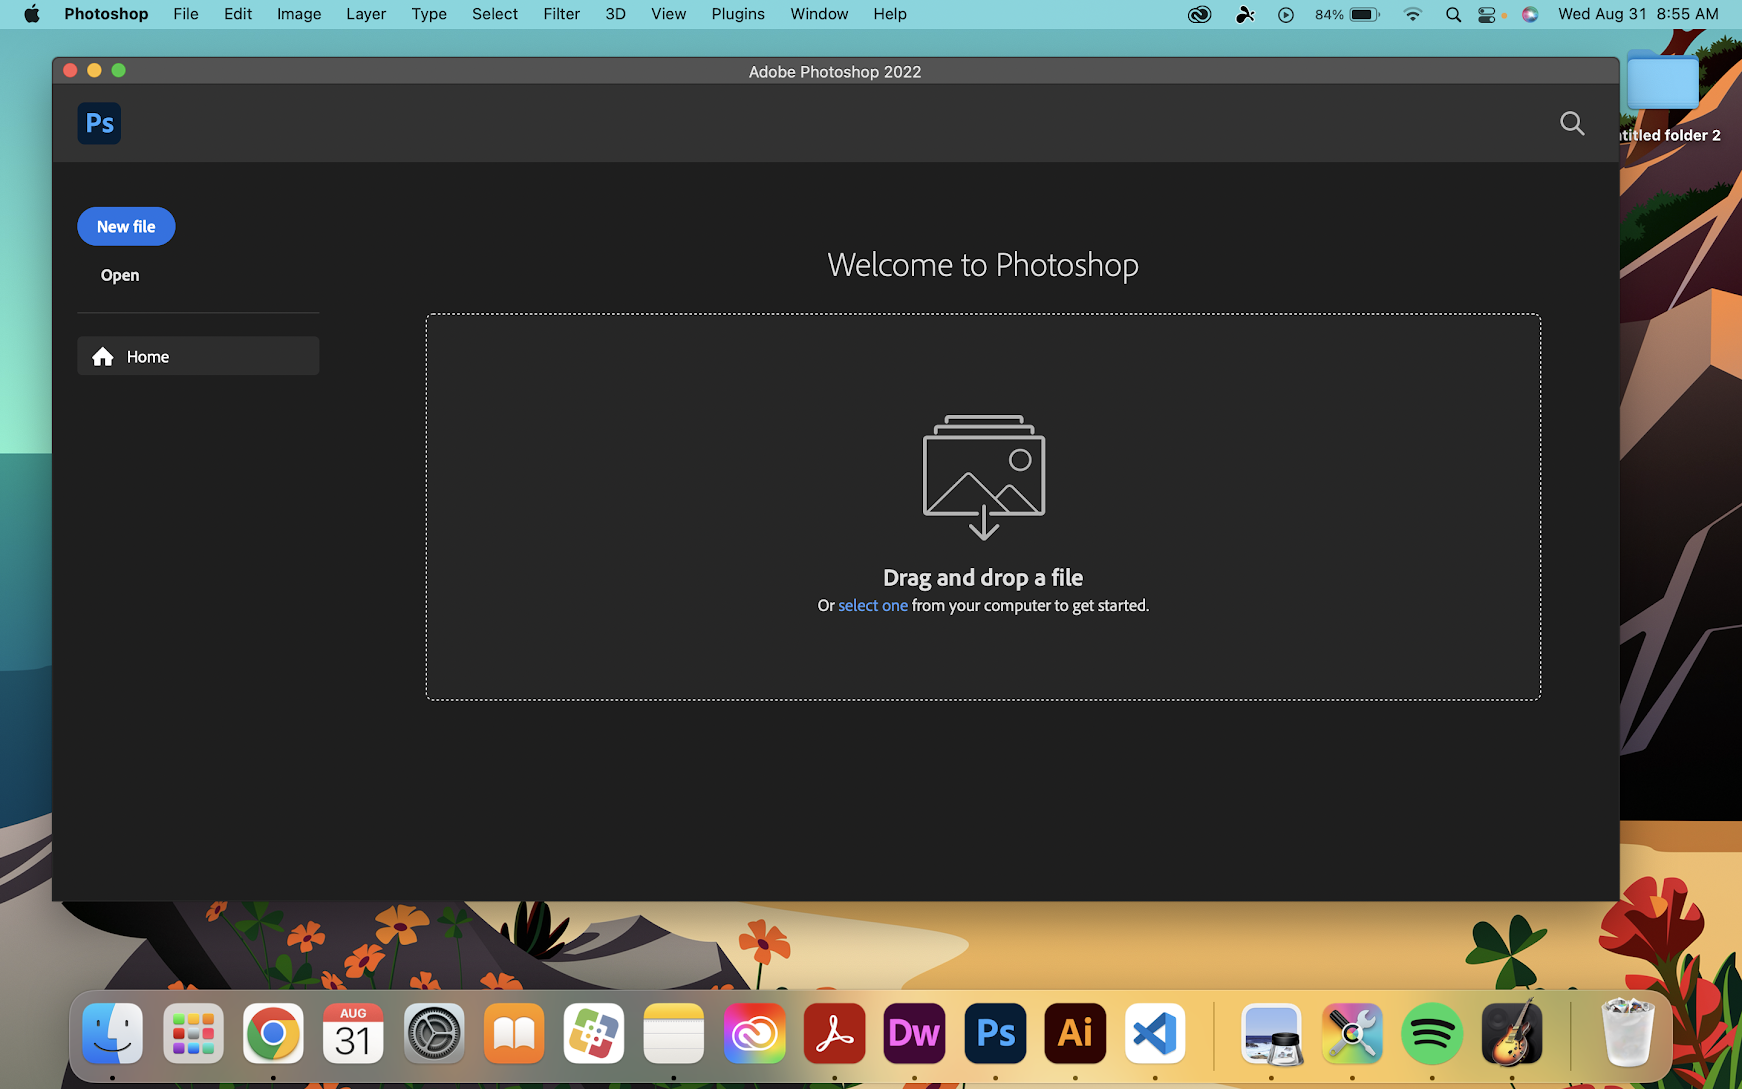 Photoshop File Edit Image Layer Type Select Filter 3D View Plugins Window Help 84% Wed Aug 31 8:55 AM
Adobe Photoshop 2022
Ps
titled folder 2
New file
Open
Home
Welcome to Photoshop
Drag and drop a file
Or select one from your computer to get started.
AUG
31
Dw
Ps
Ai